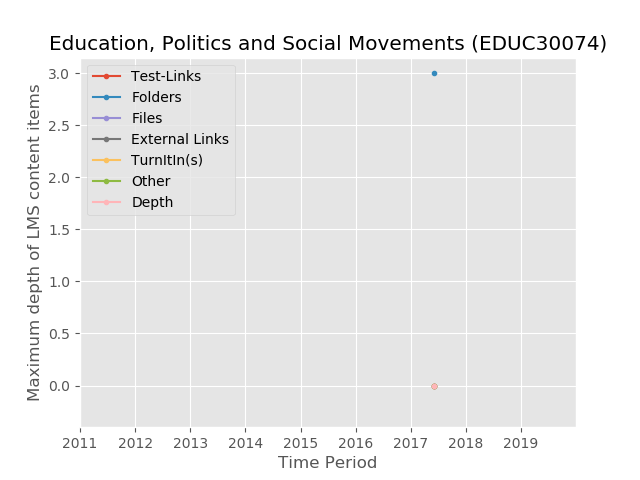 Education, Politics and Social Movements (EDUC30074)
Maximum depth of LMS content items
3.0
2.5
2.0
1.5
1.0
0.5
0.0
Test-Links
Folders
Files
External Links
TurnItIn(s)
Other
Depth
2011 2012 2013 2014 2015 2016 2017 2018 2019
Time Period